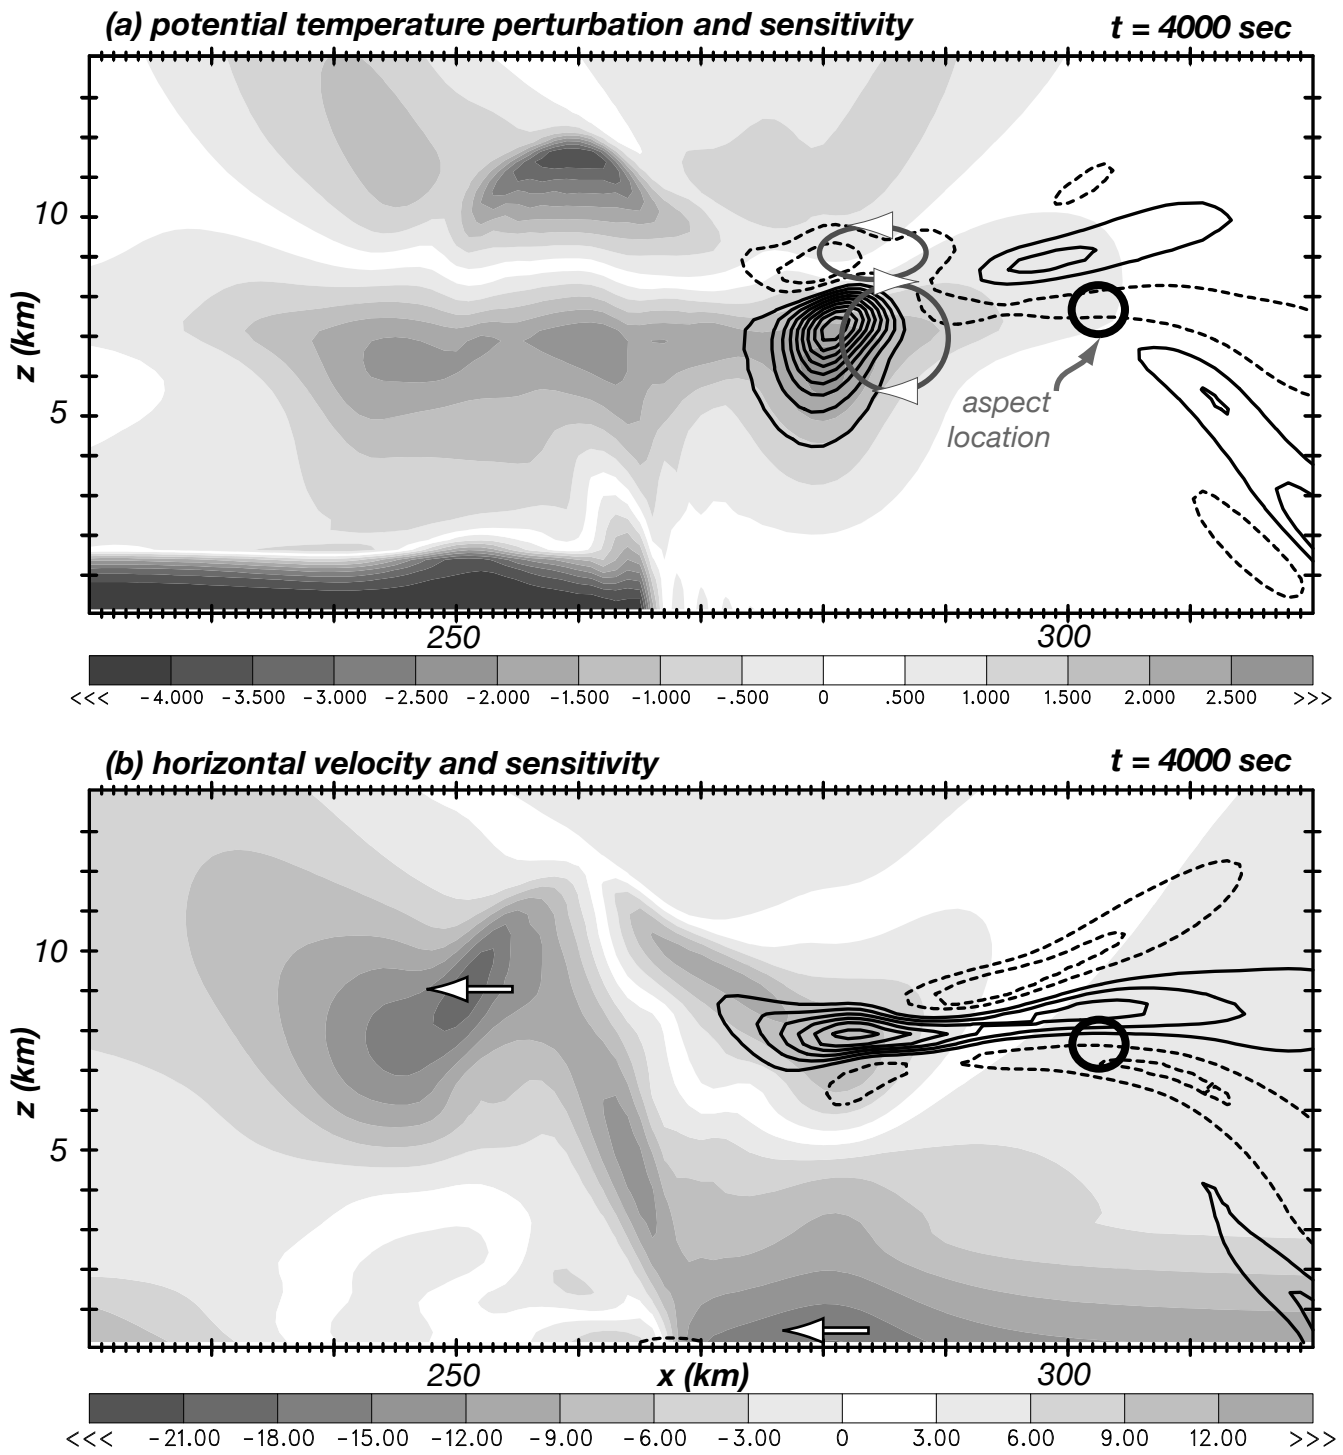 (a) potential temperature perturbation and sensitivity t = 4000 sec
10
z (km)
5
aspect
location
250 300
<<< -4.000 -3.500 -3.000 -2.500 -2.000 -1.500 -1.000 -.500 0 .500 1.000 1.500 2.000 2.500 >>>
(b) horizontal velocity and sensitivity t = 4000 sec
10
z (km)
5
250 x (km) 300
<<< -21.00 -18.00 -15.00 -12.00 -9.00 -6.00 -3.00 0 3.00 6.00 9.00 12.00 >>>